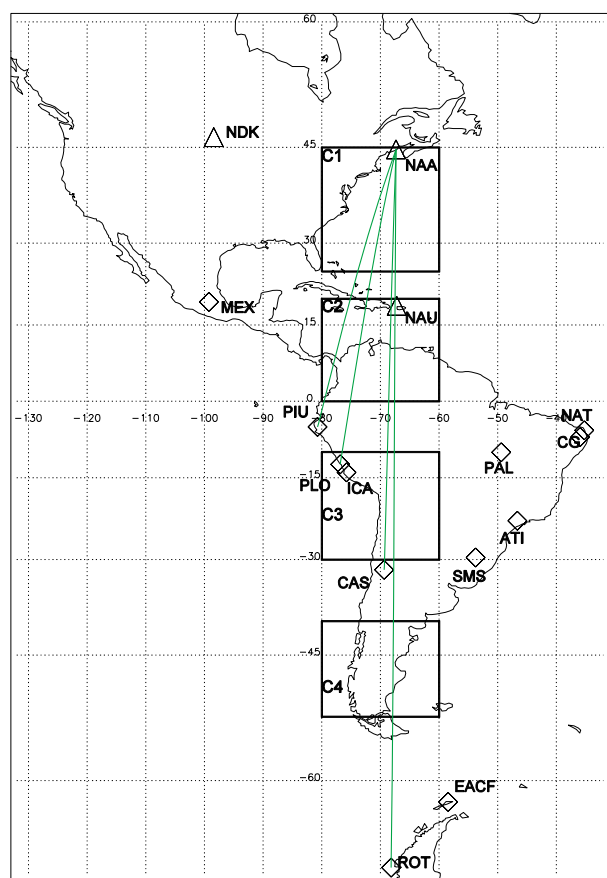 60
NDK
45
C1
NAA
30
MEX
C2
NAU
15
0
-130 -120 -110 -100 -90 -80 -70 -60 -50 -40
PIU
NAT
CG
PAL
-15
PLO
ICA
C3
ATI
-30
CAS
SMS
-45
C4
-60
EACF
ROT